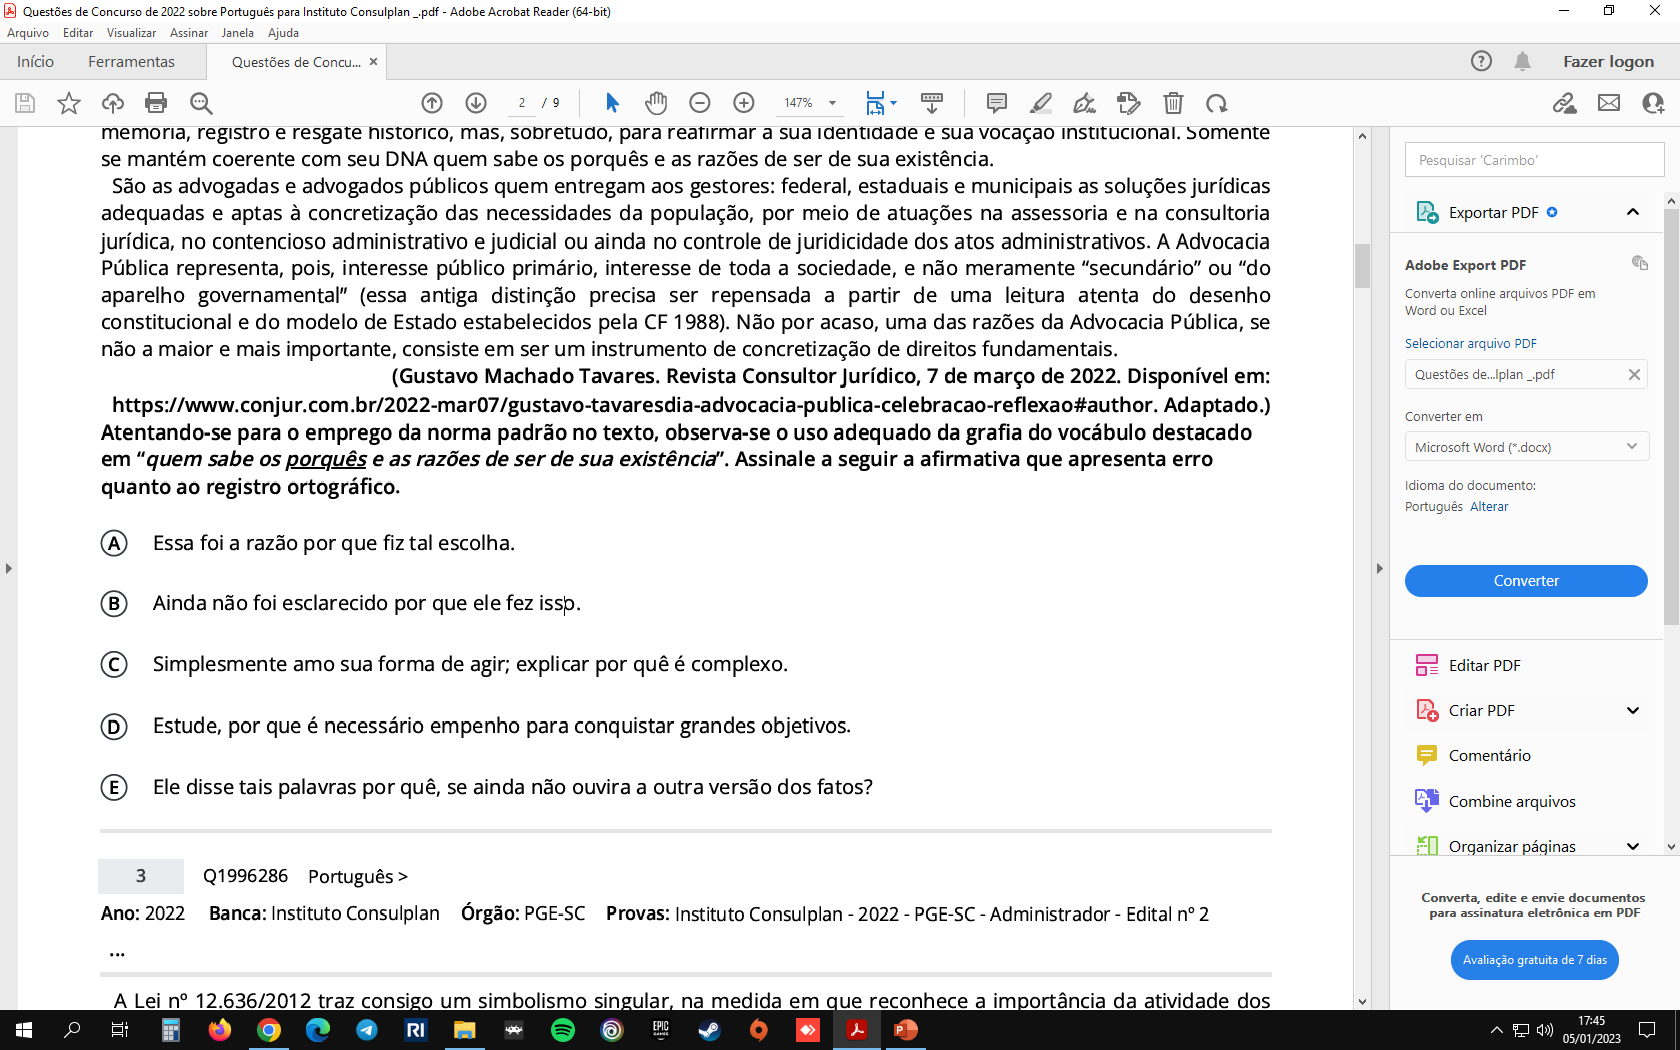 Questões de Concurso de 2022 sobre Português para Instituto Consulplan _.pdf - Adobe Acrobat Reader (64-bit)
Arquivo Editar Visualizar Assinar Janela Ajuda
Início Ferramentas Questões de Concu... × Fazer logon
2 / 9 147%
memória, registro e resgate histórico, mas, sobretudo, para reafirmar a sua identidade e sua vocação institucional. Somente
se mantém coerente com seu DNA quem sabe os porquês e as razões de ser de sua existência.
São as advogadas e advogados públicos quem entregam aos gestores: federal, estaduais e municipais as soluções jurídicas
adequadas e aptas à concretização das necessidades da população, por meio de atuações na assessoria e na consultoria
jurídica, no contencioso administrativo e judicial ou ainda no controle de juridicidade dos atos administrativos. A Advocacia
Pública representa, pois, interesse público primário, interesse de toda a sociedade, e não meramente “secundário” ou “do
aparelho governamental” (essa antiga distinção precisa ser repensada a partir de uma leitura atenta do desenho
constitucional e do modelo de Estado estabelecidos pela CF 1988). Não por acaso, uma das razões da Advocacia Pública, se
não a maior e mais importante, consiste em ser um instrumento de concretização de direitos fundamentais.
(Gustavo Machado Tavares. Revista Consultor Jurídico, 7 de março de 2022. Disponível em:
https://www.conjur.com.br/2022-mar07/gustavo-tavaresdia-advocacia-publica-celebracao-reflexao#author. Adaptado.)
Atentando-se para o emprego da norma padrão no texto, observa-se o uso adequado da grafia do vocábulo destacado
em “quem sabe os porquês e as razões de ser de sua existência”. Assinale a seguir a afirmativa que apresenta erro
quanto ao registro ortográfico.
A Essa foi a razão por que fiz tal escolha.
B Ainda não foi esclarecido por que ele fez isso.
C Simplesmente amo sua forma de agir; explicar por quê é complexo.
D Estude, por que é necessário empenho para conquistar grandes objetivos.
E Ele disse tais palavras por quê, se ainda não ouvira a outra versão dos fatos?
3 Q1996286 Português >
Ano: 2022 Banca: Instituto Consulplan Órgão: PGE-SC Provas: Instituto Consulplan - 2022 - PGE-SC - Administrador - Edital nº 2
...
A Lei nº 12.636/2012 traz consigo um simbolismo singular, na medida em que reconhece a importância da atividade dos
Pesquisar 'Carimbo'
Exportar PDF
Adobe Export PDF
Converta online arquivos PDF em
Word ou Excel
Selecionar arquivo PDF
Questões de...lplan _.pdf
Converter em
Microsoft Word (*.docx)
Idioma do documento:
Português Alterar
Converter
Editar PDF
Criar PDF
Comentário
Combine arquivos
Organizar páginas
Converta, edite e envie documentos
para assinatura eletrônica em PDF
Avaliação gratuita de 7 dias
RI
EPIC
GAMES
17:45
05/01/2023